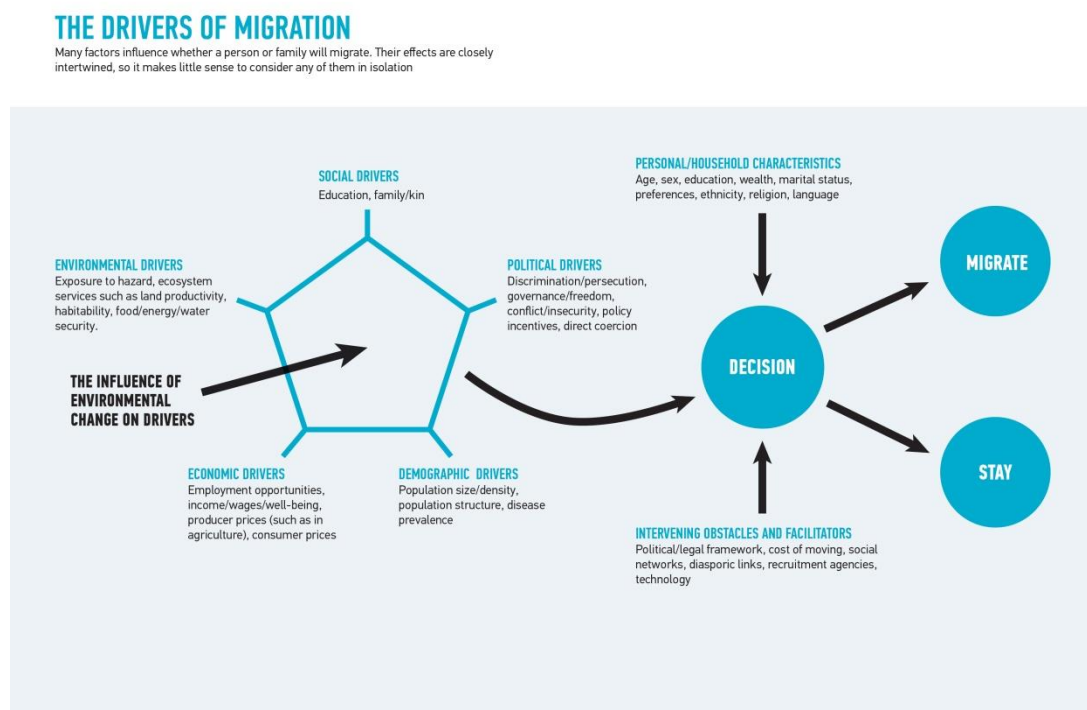 THE DRIVERS OF MIGRATION
Many factors influence whether a person or family will migrate. Their effects are closely
intertwined, so it makes little sense to consider any of them in isolation
SOCIAL DRIVERS
Education, family/kin
ENVIRONMENTAL DRIVERS
Exposure to hazard, ecosystem
services such as land productivity,
habitability, food/energy/water
security.
POLITICAL DRIVERS
Discrimination/persecution,
governance/freedom,
conflict/insecurity, policy
incentives, direct coercion
THE INFLUENCE OF
ENVIRONMENTAL
CHANGE ON DRIVERS
ECONOMIC DRIVERS
Employment opportunities,
income/wages/well-being,
producer prices (such as in
agriculture), consumer prices
DEMOGRAPHIC DRIVERS
Population size/density,
population structure, disease
prevalence
PERSONAL/HOUSEHOLD CHARACTERISTICS
Age, sex, education, wealth, marital status,
preferences, ethnicity, religion, language
DECISION
INTERVENING OBSTACLES AND FACILITATORS
Political/legal framework, cost of moving, social
networks, diasporic links, recruitment agencies,
technology
MIGRATE
STAY